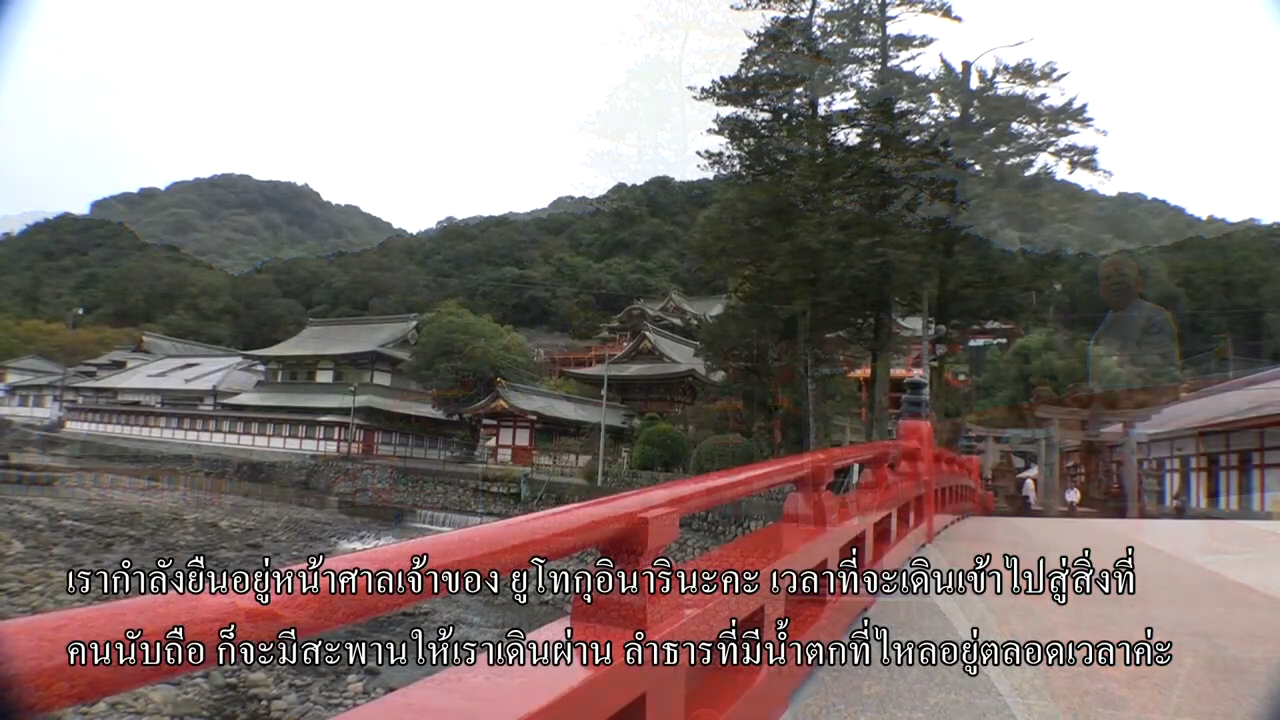 เรากำลังยืนอยู่หน้าศาลเจ้าของ ยูโทกุอินารินะคะ เวลาที่จะเดินเข้าไปสู่สิ่งที่
คนนับถือ ก็จะมีสะพานให้เราเดินผ่าน ลำธารที่มีน้ำตกที่ไหลอยู่ตลอดเวลาค่ะ